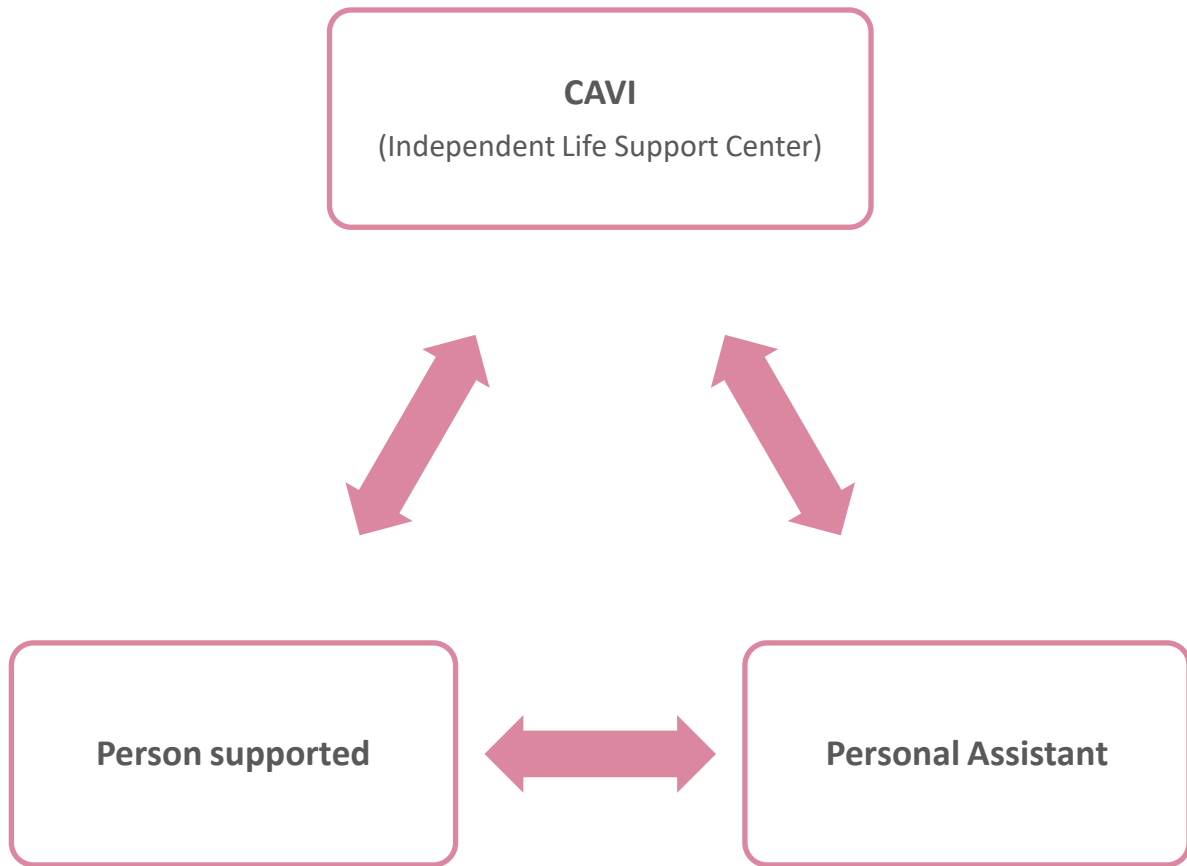 CAVI
(Independent Life Support Center)
Person supported
Personal Assistant